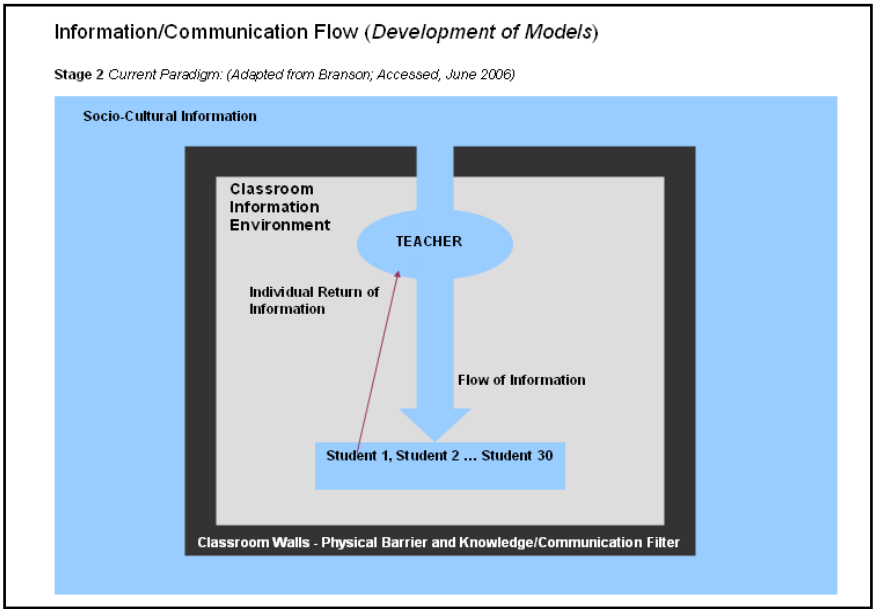 Information/Communication Flow (Development of Models)
Stage 2 Current Paradigm: (Adapted from Branson; Accessed, June 2006)
Socio-Cultural Information
Classroom
Information
Environment
TEACHER
Individual Return of
Information
Flow of Information
Student 1, Student 2 ... Student 30
Classroom Walls - Physical Barrier and Knowledge/Communication Filter